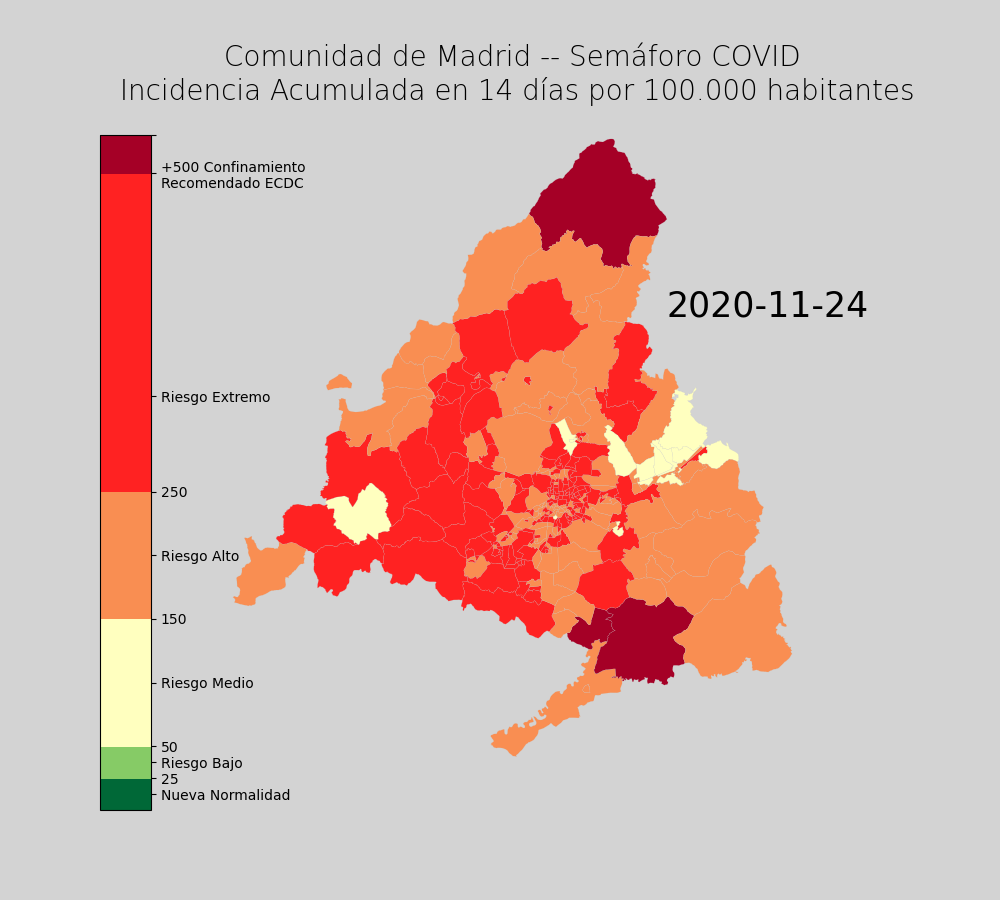 Comunidad de Madrid -- Semáforo COVID
Incidencia Acumulada en 14 días por 100.000 habitantes
+500 Confinamiento
Recomendado ECDC
2020-11-24
Riesgo Extremo
250
Riesgo Alto
150
Riesgo Medio
50
Riesgo Bajo
25
Nueva Normalidad